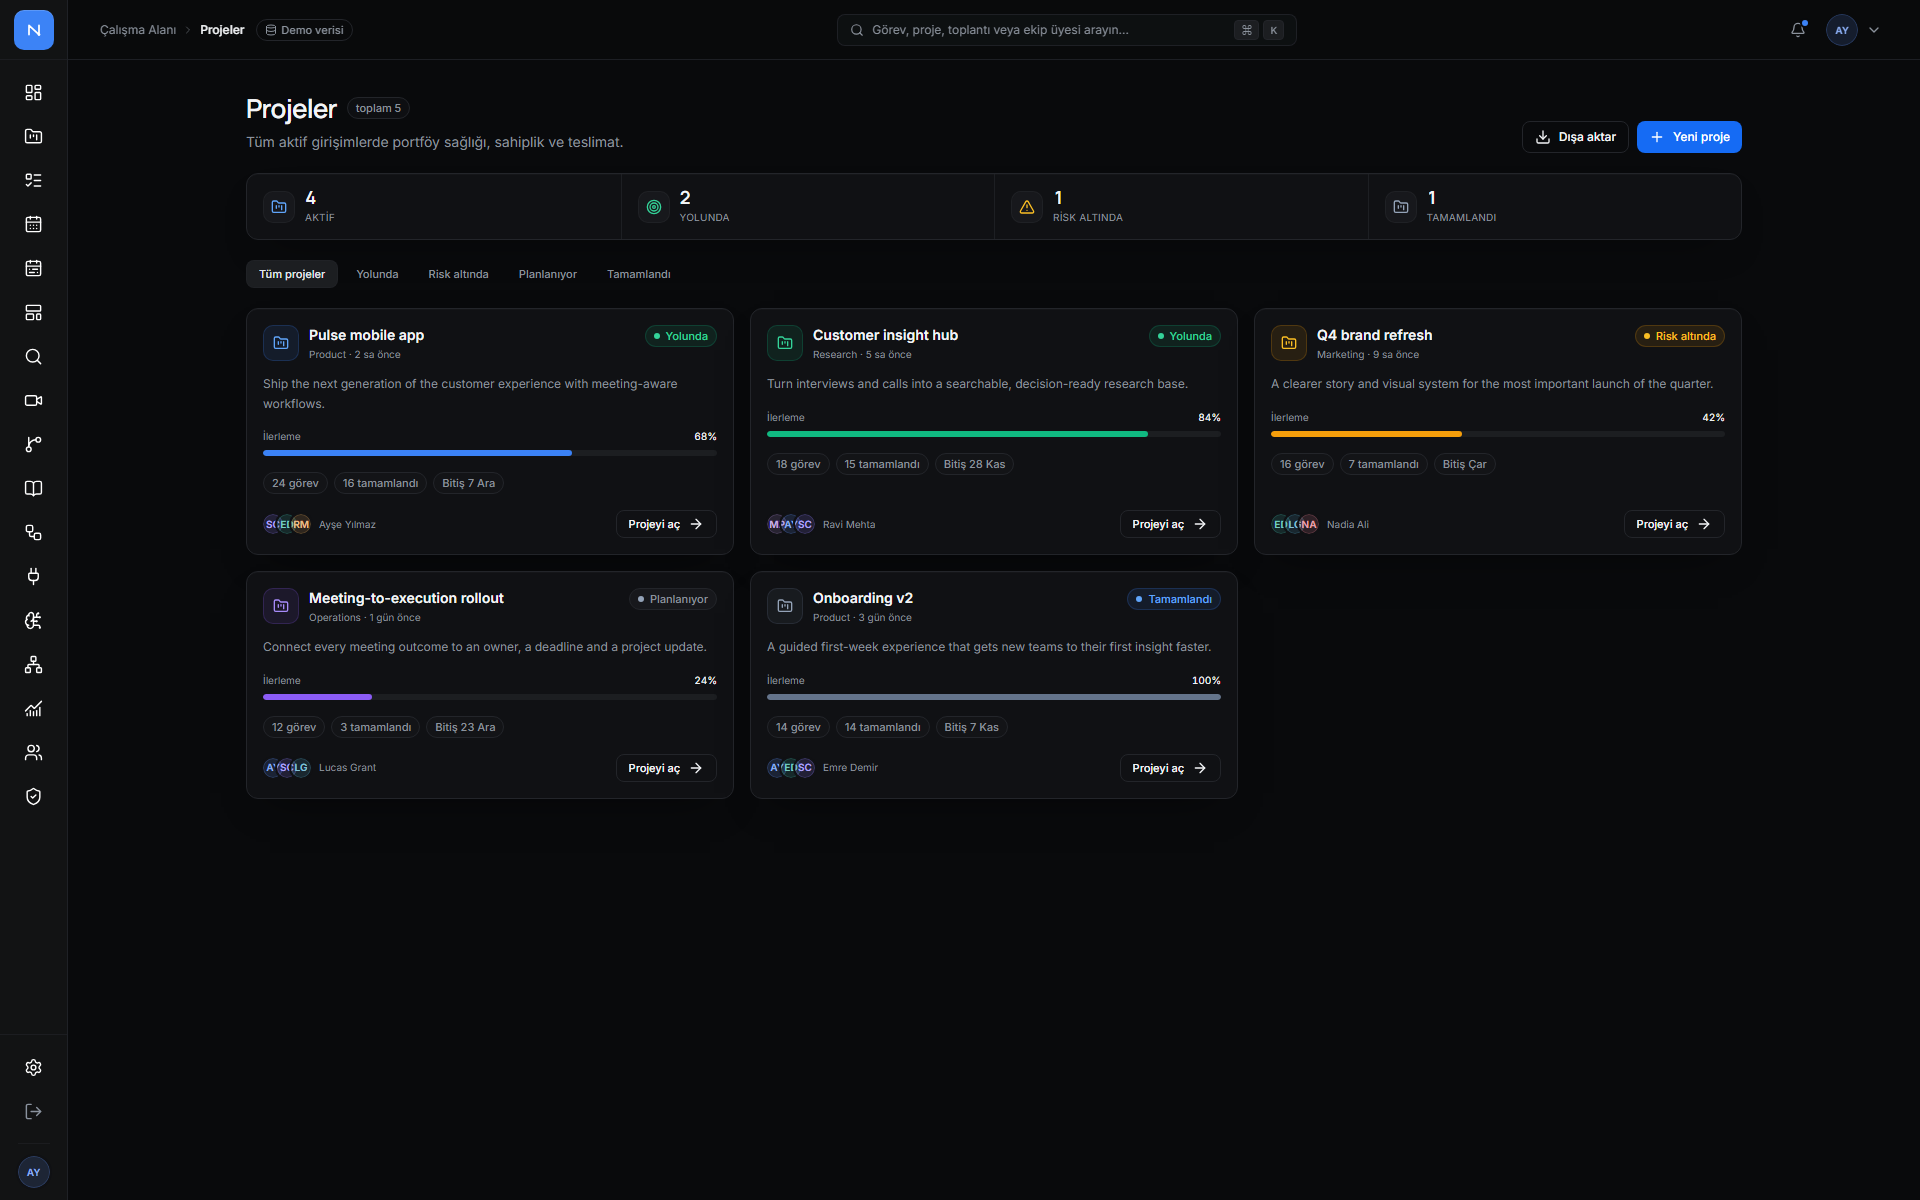 N
Çalışma Alanı > Projeler Demo verisi
Görev, proje, toplantı veya ekip üyesi arayın... ⌘ K
AY
Projeler toplam 5
Tüm aktif girişimlerde portföy sağlığı, sahiplik ve teslimat.
Dışa aktar
Yeni proje
4
AKTİF
2
YOLUNDA
1
RİSK ALTINDA
1
TAMAMLANDI
Tüm projeler Yolunda Risk altında Planlanıyor Tamamlandı
Pulse mobile app Yolunda
Product · 2 sa önce
Ship the next generation of the customer experience with meeting-aware
workflows.
İlerleme 68%
24 görev 16 tamamlandı Bitiş 7 Ara
RM Ayşe Yılmaz Projeyi aç
Customer insight hub Yolunda
Research · 5 sa önce
Turn interviews and calls into a searchable, decision-ready research base.
İlerleme 84%
18 görev 15 tamamlandı Bitiş 28 Kas
SC Ravi Mehta Projeyi aç
Q4 brand refresh Risk altında
Marketing · 9 sa önce
A clearer story and visual system for the most important launch of the quarter.
İlerleme 42%
16 görev 7 tamamlandı Bitiş Çar
NA Nadia Ali Projeyi aç
Meeting-to-execution rollout Planlanıyor
Operations · 1 gün önce
Connect every meeting outcome to an owner, a deadline and a project update.
İlerleme 24%
12 görev 3 tamamlandı Bitiş 23 Ara
LG Lucas Grant Projeyi aç
Onboarding v2 Tamamlandı
Product · 3 gün önce
A guided first-week experience that gets new teams to their first insight faster.
İlerleme 100%
14 görev 14 tamamlandı Bitiş 7 Kas
SC Emre Demir Projeyi aç
AY